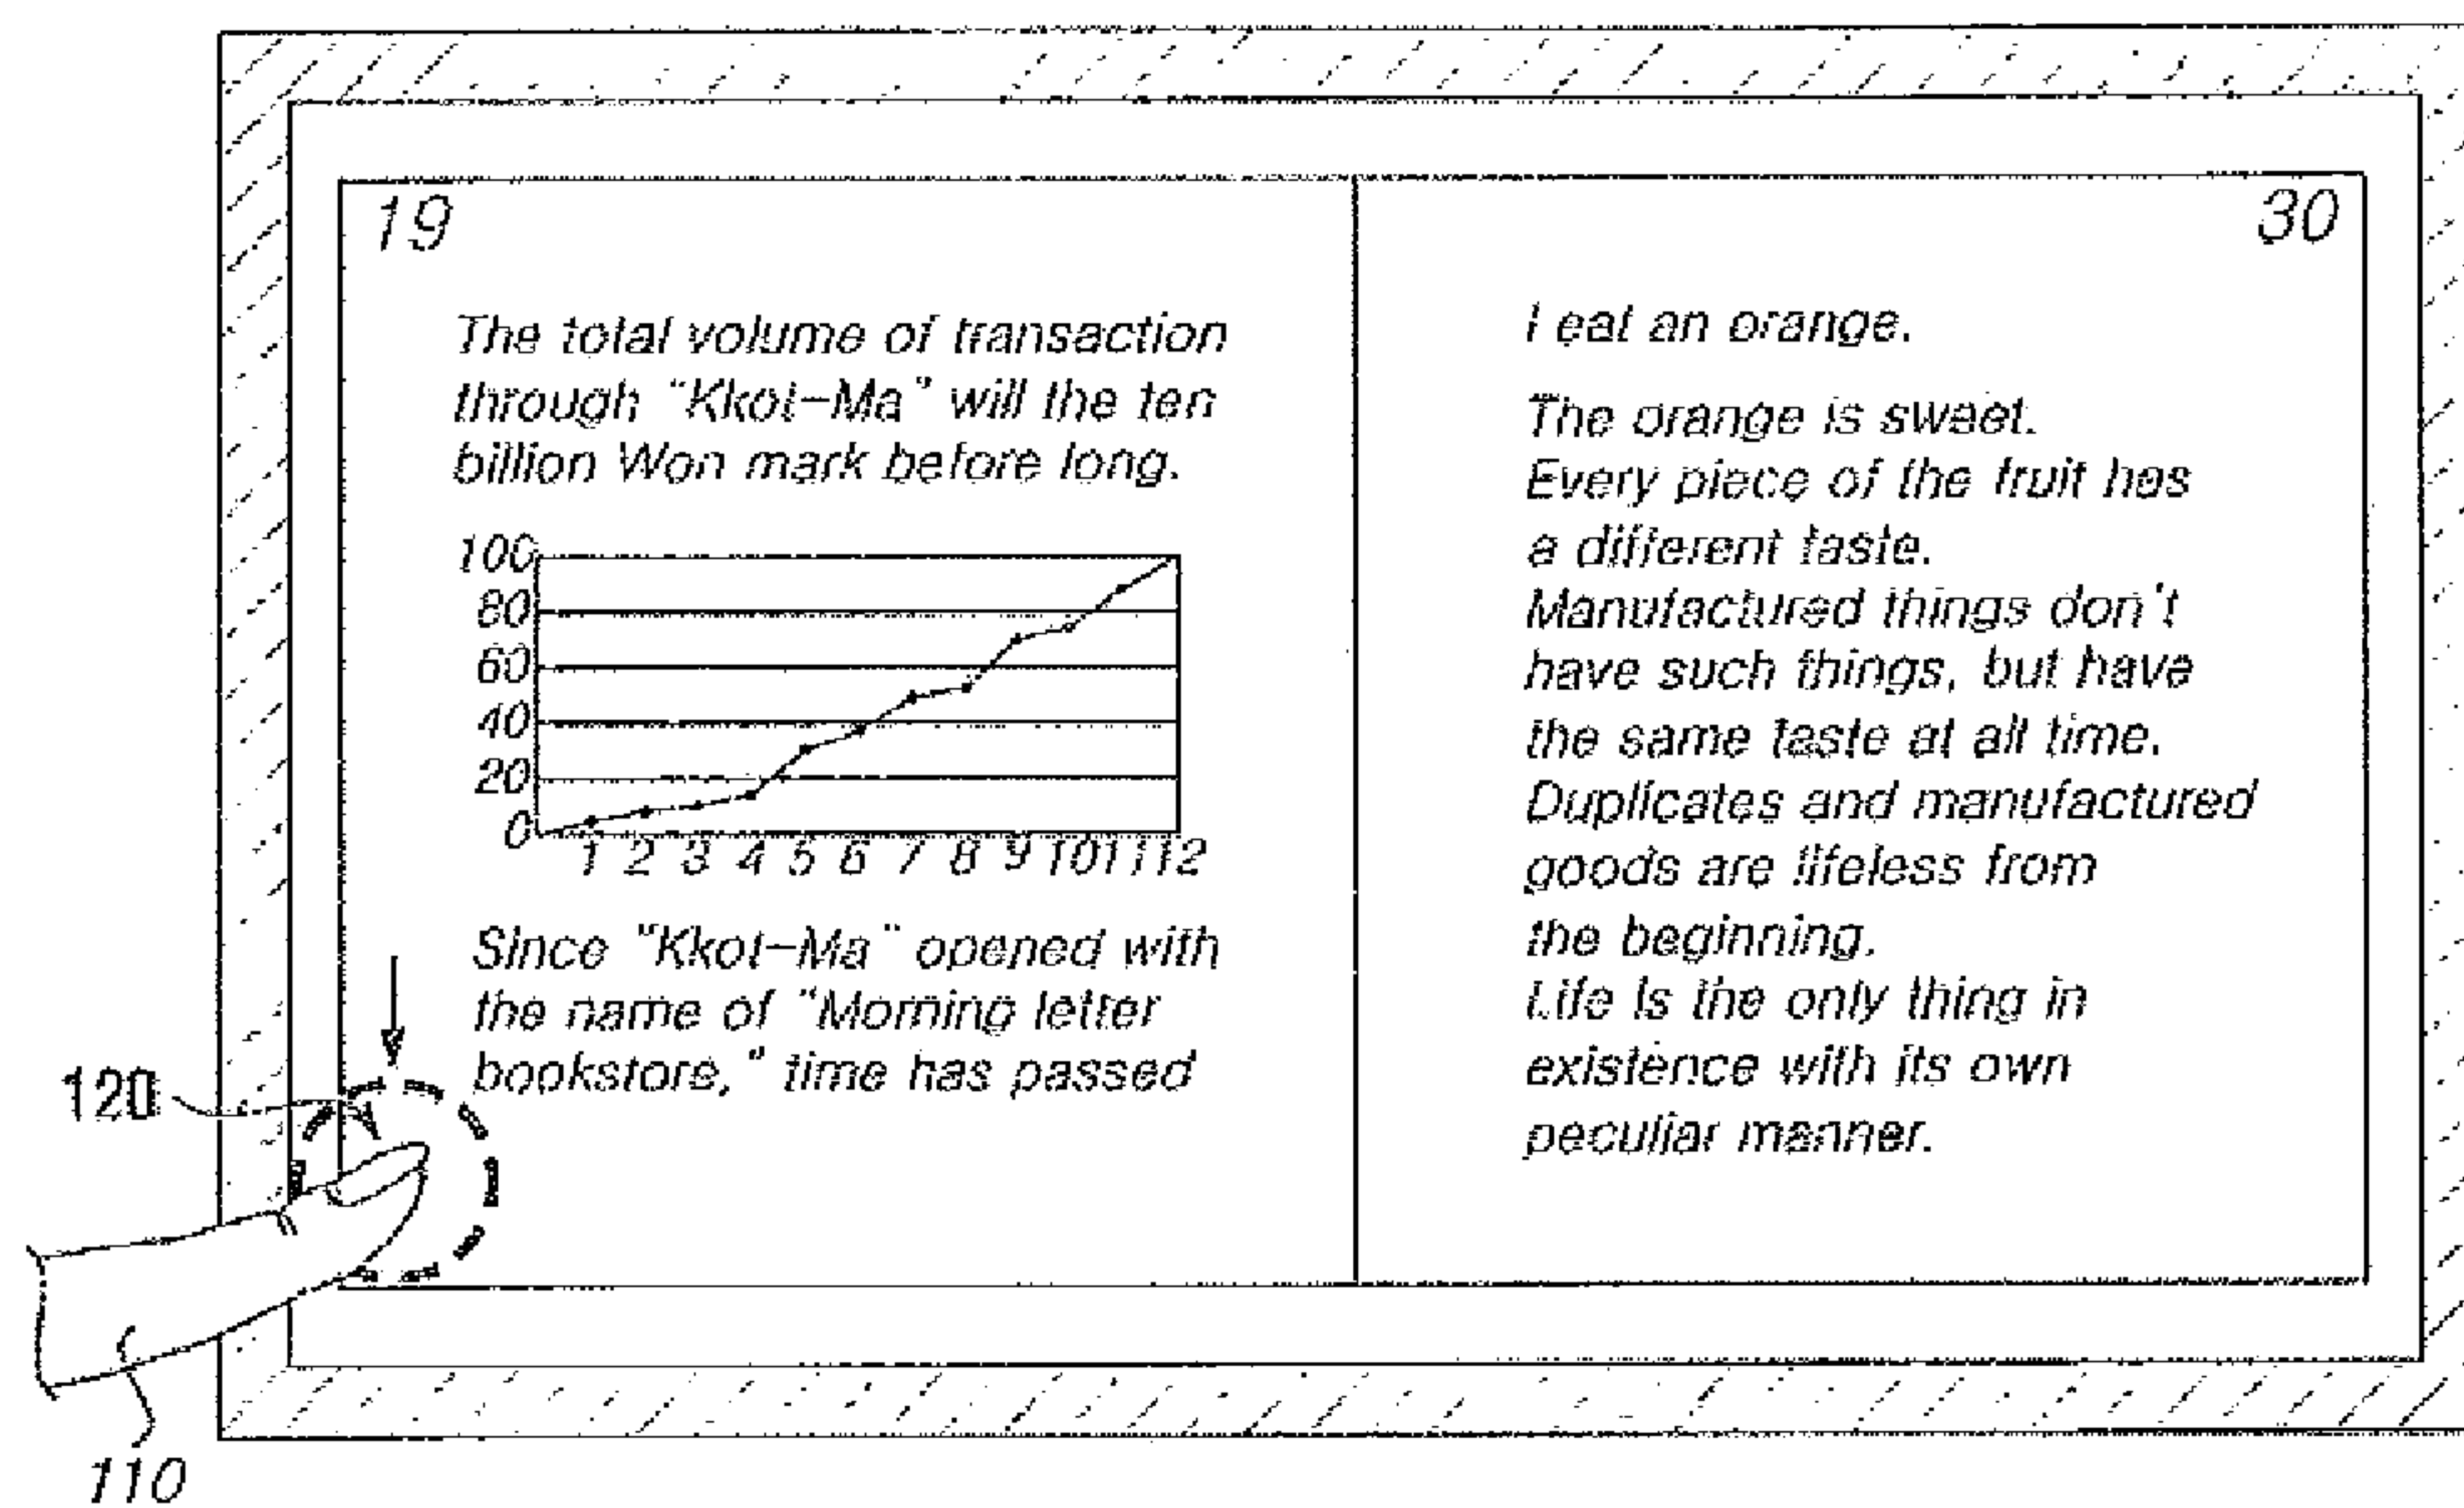 19
The total volume of transaction
through "Kkot-Ma" will the ten
billion Won mark before long.
100
80
60
40
20
0
1 2 3 4 5 6 7 8 9 10 11 12
Since "Kkot-Ma" opened with
the name of "Morning letter
bookstore," time has passed
30
I eat an orange.
The orange is sweet.
Every piece of the fruit has
a different taste.
Manufactured things don't
have such things, but have
the same taste at all time.
Duplicates and manufactured
goods are lifeless from
the beginning.
Life is the only thing in
existence with its own
peculiar manner.
120
110